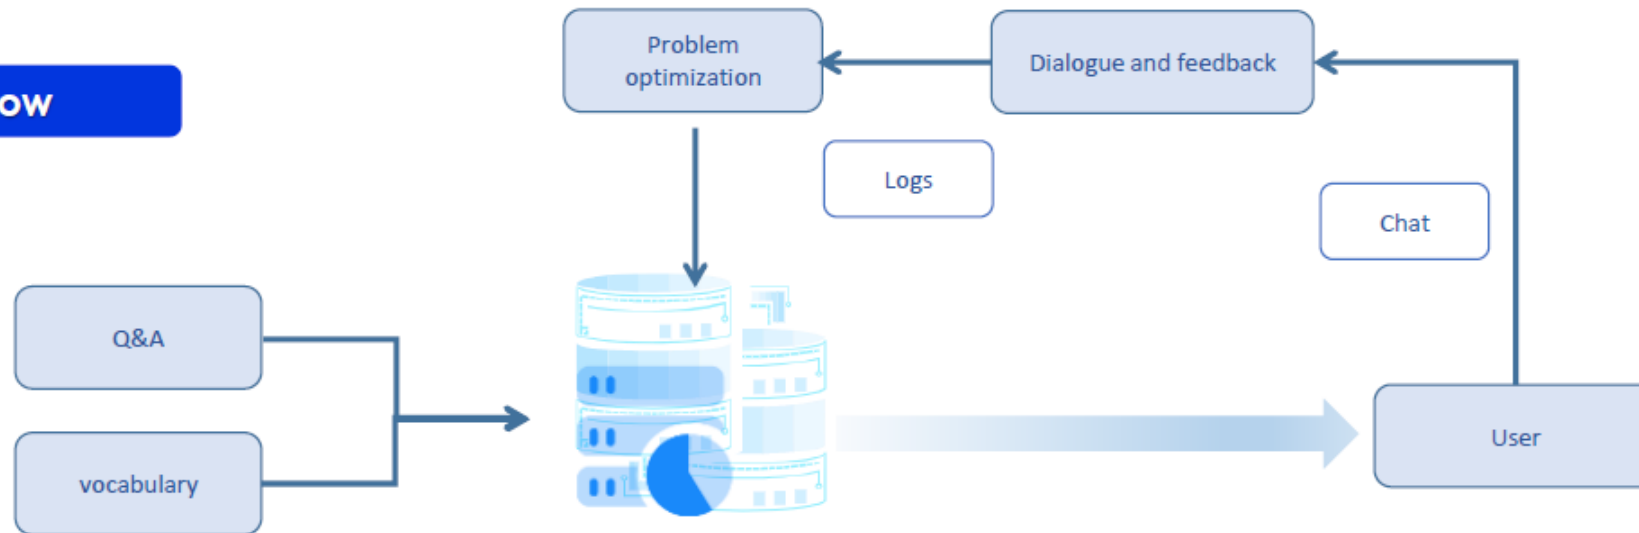 ow
Problem
optimization
Dialogue and feedback
Logs
Chat
Q&A
vocabulary
User